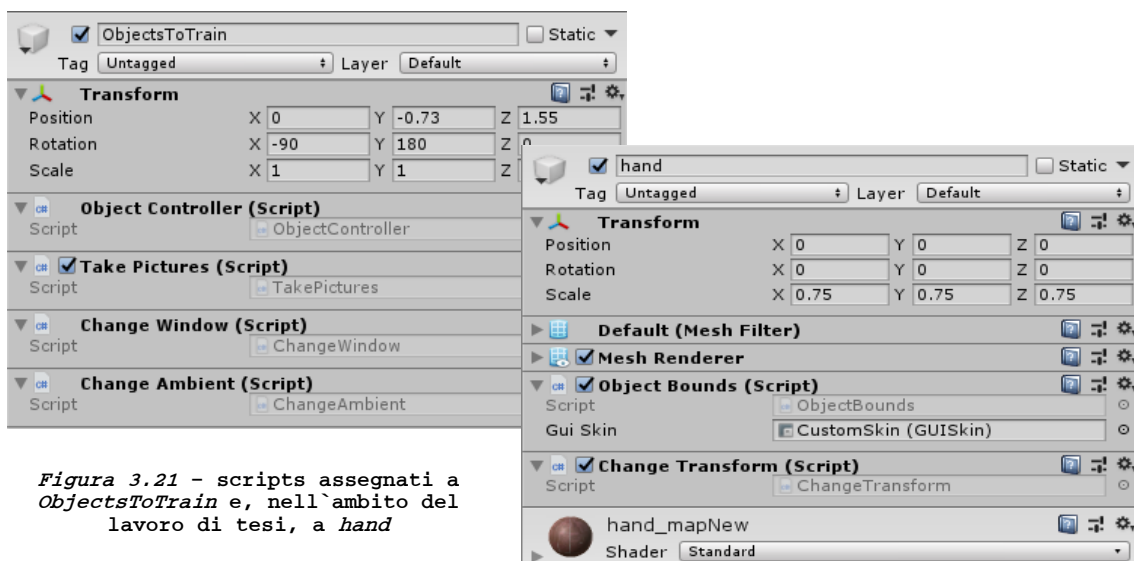 ObjectsToTrain Static
Tag Untagged Layer Default
Transform
Position X 0 Y -0.73 Z 1.55
Rotation X -90 Y 180 Z 0
Scale X 1 Y 1 Z
Object Controller (Script)
Script ObjectController
Take Pictures (Script)
Script TakePictures
Change Window (Script)
Script ChangeWindow
Change Ambient (Script)
Script ChangeAmbient
hand Static
Tag Untagged Layer Default
Transform
Position X 0 Y 0 Z 0
Rotation X 0 Y 0 Z 0
Scale X 0.75 Y 0.75 Z 0.75
Default (Mesh Filter)
Mesh Renderer
Object Bounds (Script)
Script ObjectBounds
Gui Skin CustomSkin (GUISkin)
Change Transform (Script)
Script ChangeTransform
hand_mapNew
Shader Standard
Figura 3.21 – scripts assegnati a
ObjectsToTrain e, nell`ambito del
lavoro di tesi, a hand